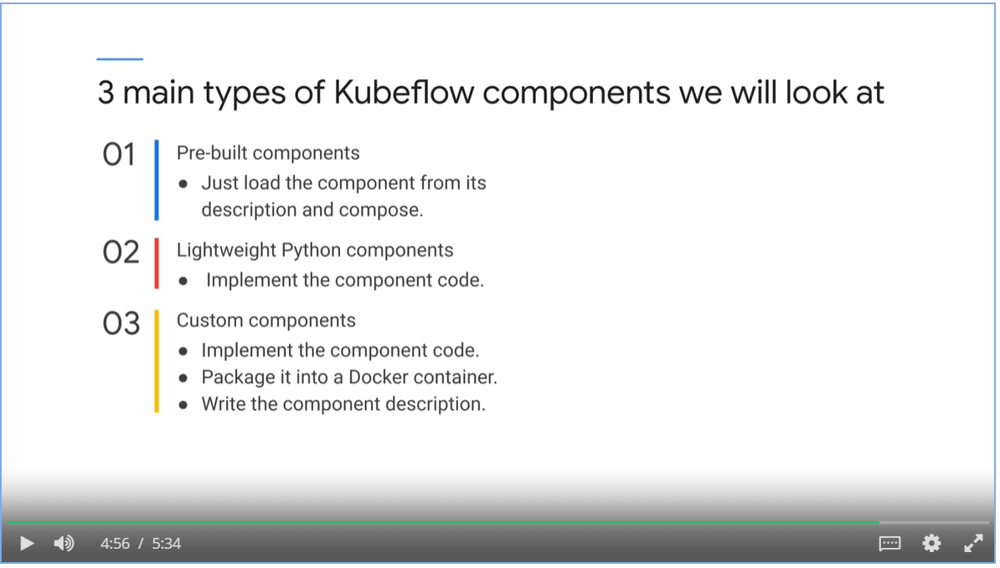 3 main types of Kubeflow components we will look at
01
Pre-built components
● Just load the component from its
description and compose.
02
Lightweight Python components
● Implement the component code.
03
Custom components
● Implement the component code.
● Package it into a Docker container.
● Write the component description.
4:56 / 5:34